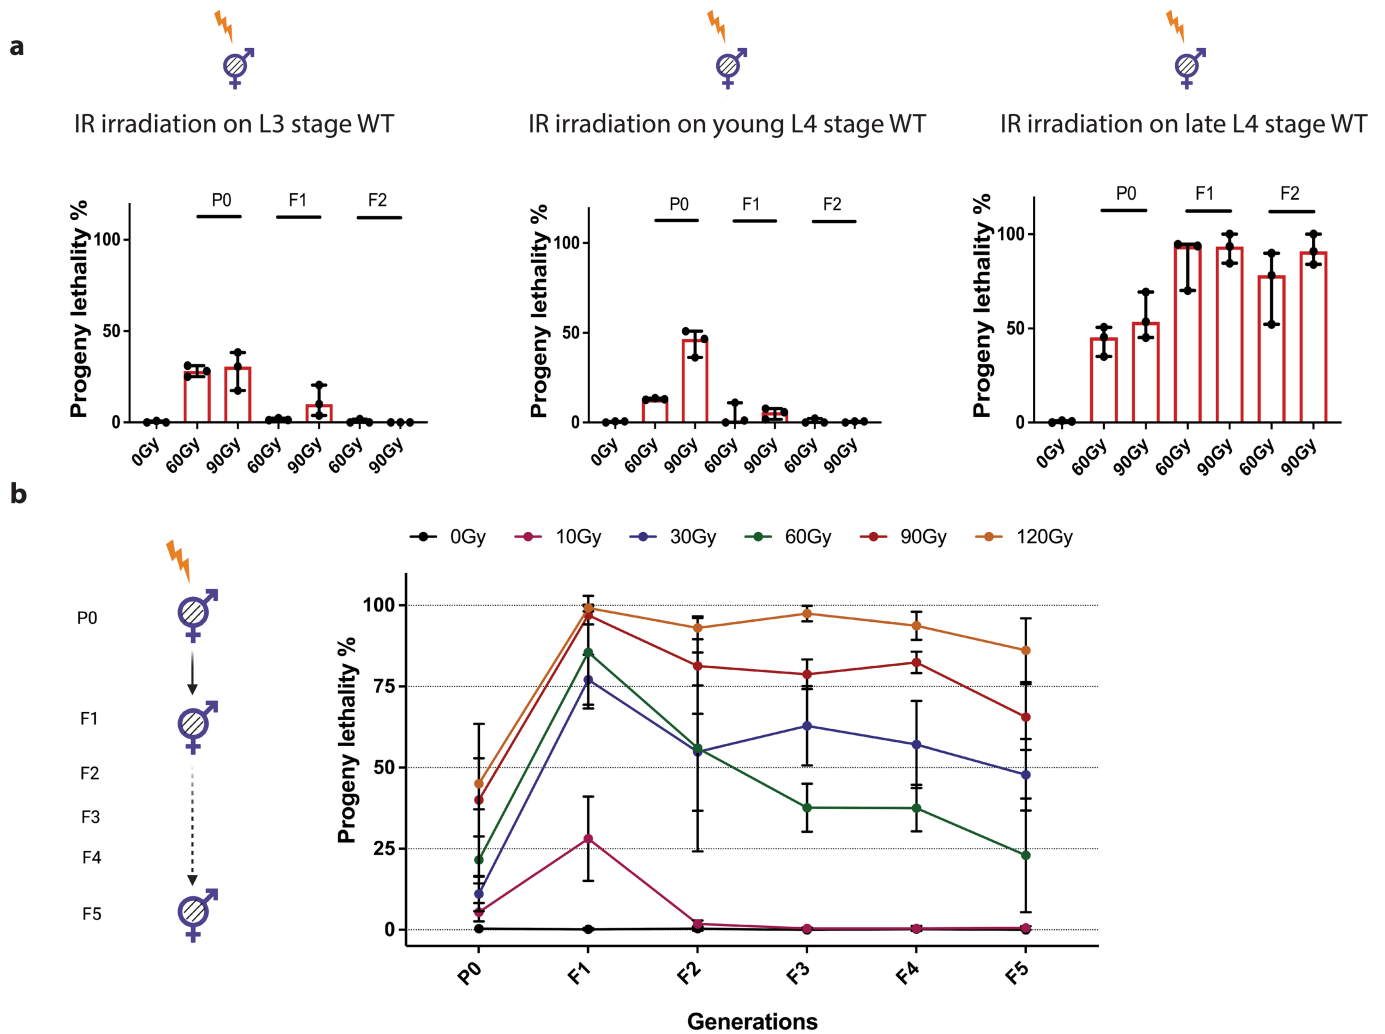 a
IR irradiation on L3 stage WT
IR irradiation on young L4 stage WT
IR irradiation on late L4 stage WT
Progeny lethality %
100
50
0
P0
F1
F2
0Gy
60Gy
90Gy
60Gy
90Gy
60Gy
90Gy
Progeny lethality %
100
50
0
P0
F1
F2
0Gy
60Gy
90Gy
60Gy
90Gy
60Gy
90Gy
Progeny lethality %
100
50
0
P0
F1
F2
0Gy
60Gy
90Gy
60Gy
90Gy
60Gy
90Gy
b
P0
F1
F2
F3
F4
F5
0Gy
10Gy
30Gy
60Gy
90Gy
120Gy
Progeny lethality %
100
75
50
25
0
P0
F1
F2
F3
F4
F5
Generations